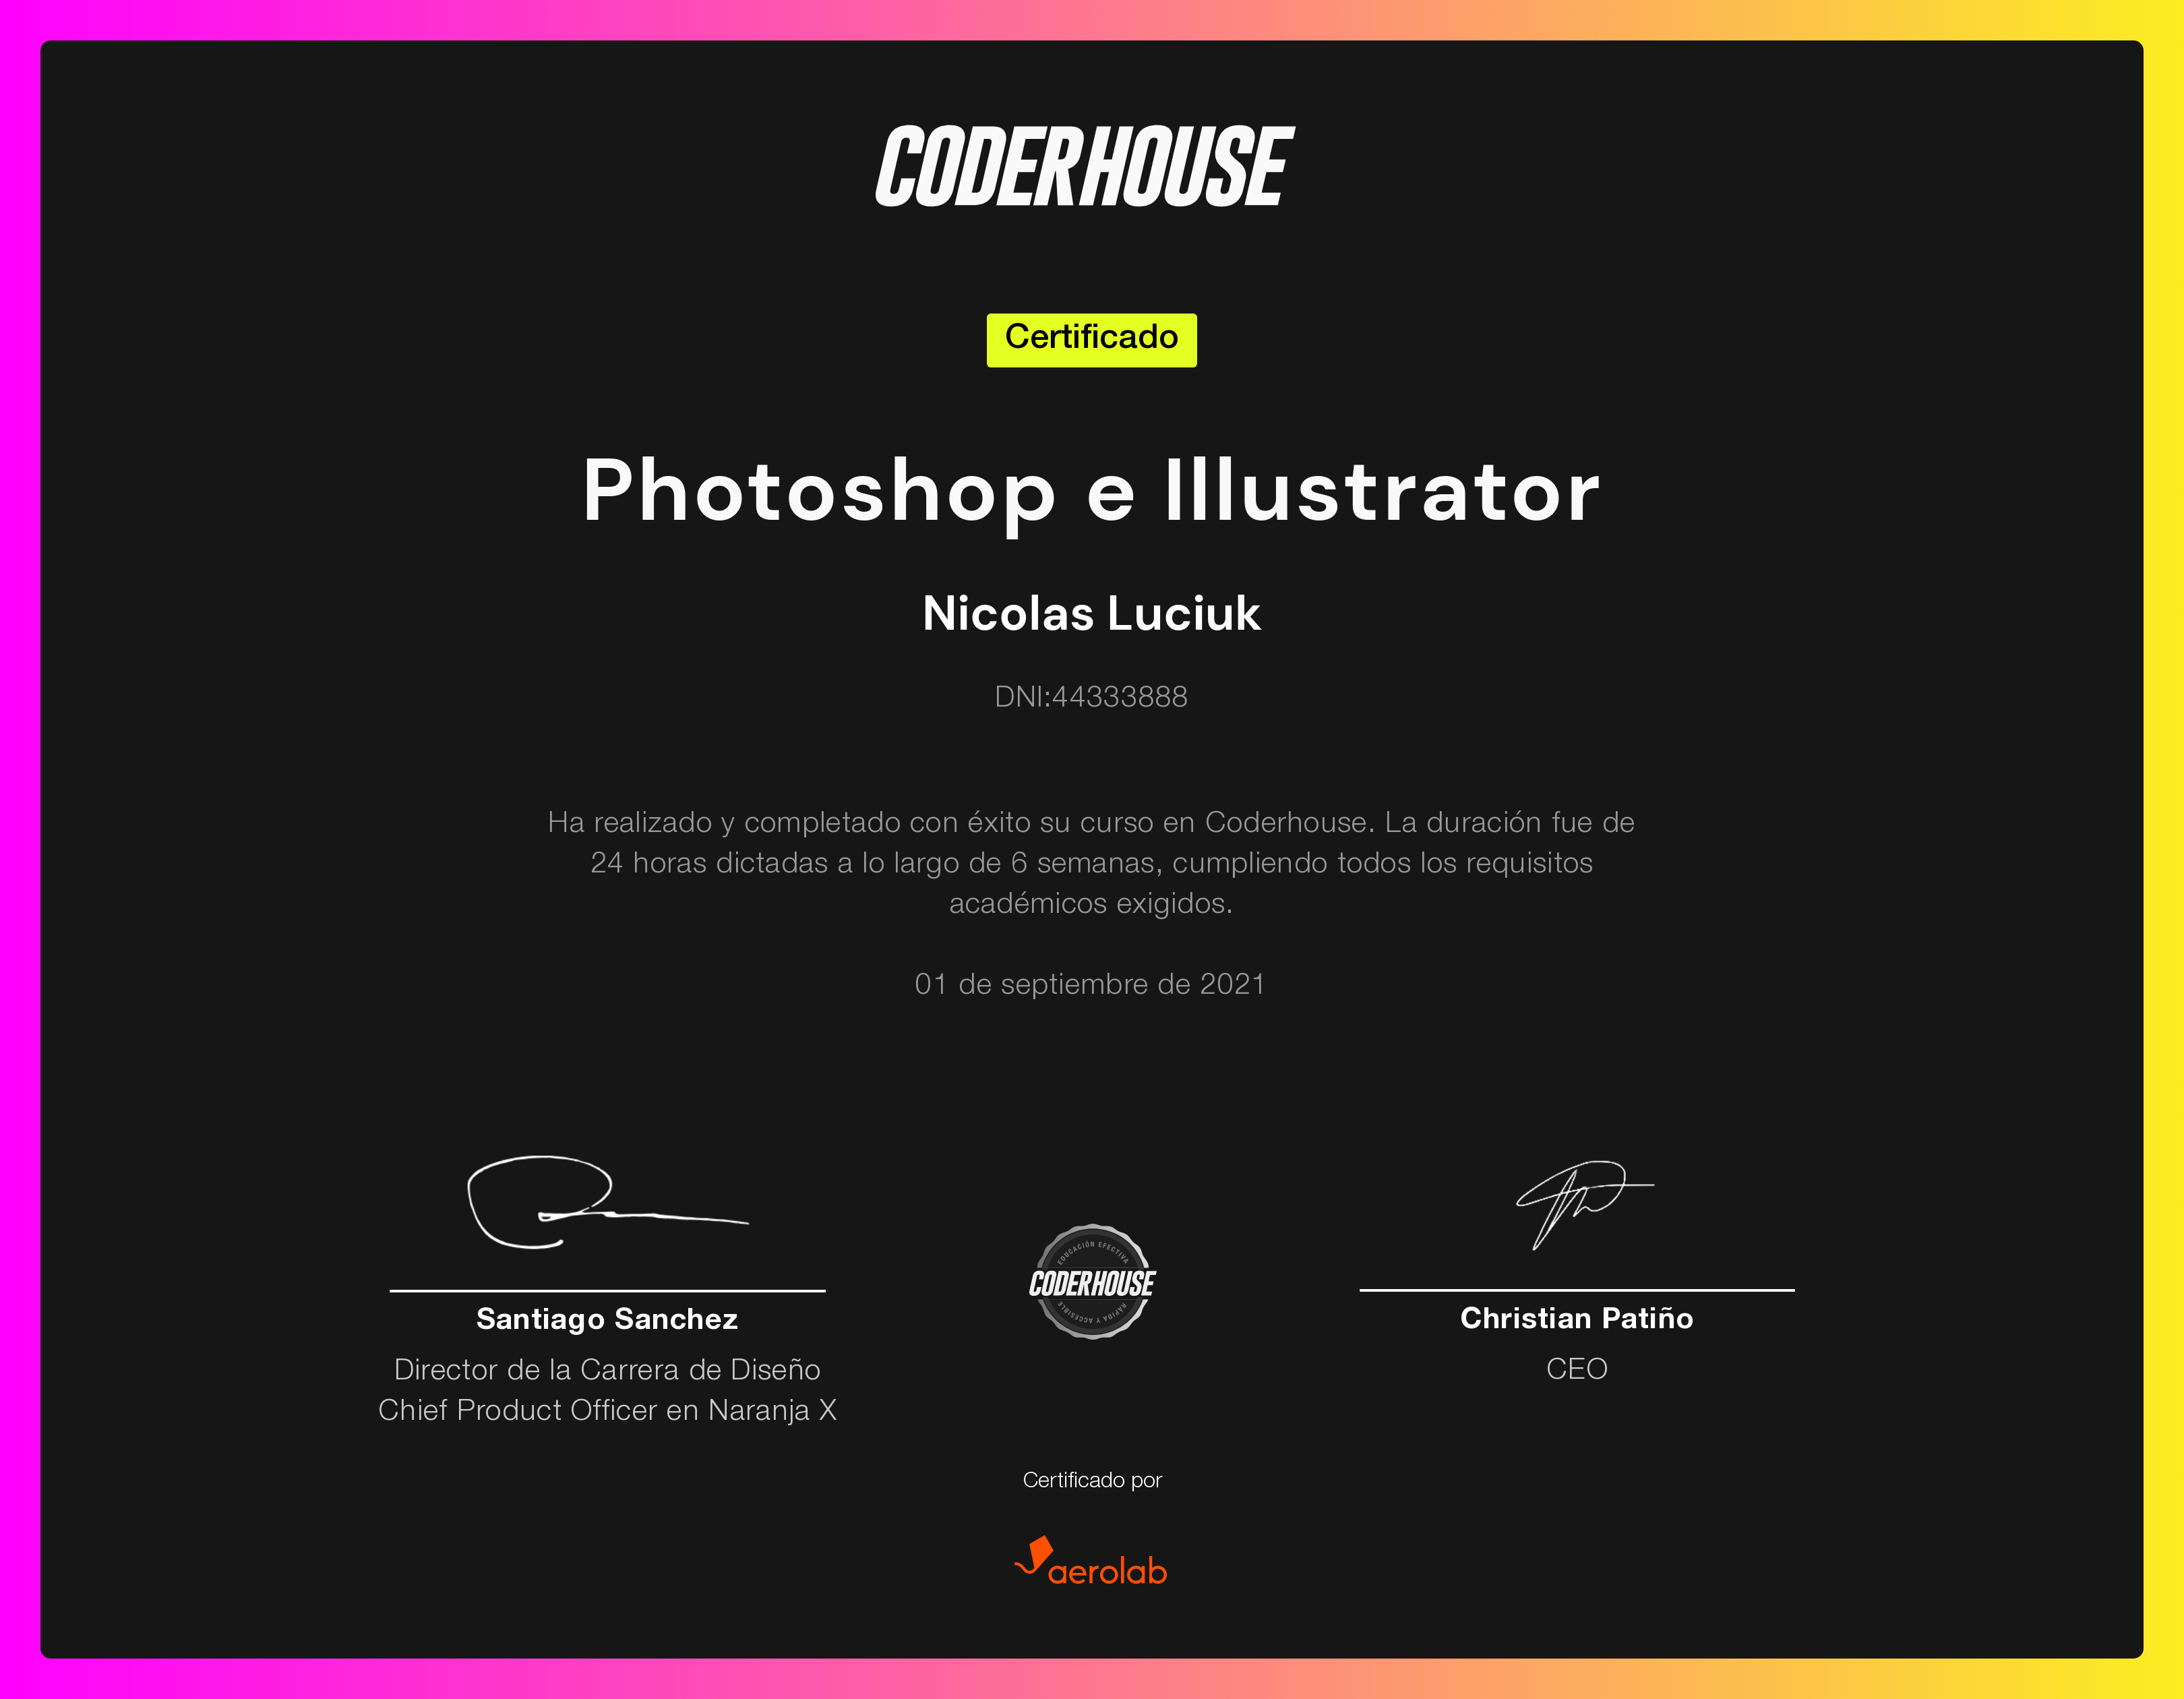 CODERHOUSE
Certificado
Photoshop e Illustrator
Nicolas Luciuk
DNI:44333888
Ha realizado y completado con éxito su curso en Coderhouse. La duración fue de
24 horas dictadas a lo largo de 6 semanas, cumpliendo todos los requisitos
académicos exigidos.
01 de septiembre de 2021
Santiago Sanchez
Director de la Carrera de Diseño
Chief Product Officer en Naranja X
EDUCACIÓN EFECTIVA
CODERHOUSE
RÁPIDA Y ACCESIBLE
Christian Patiño
CEO
Certificado por
aerolab